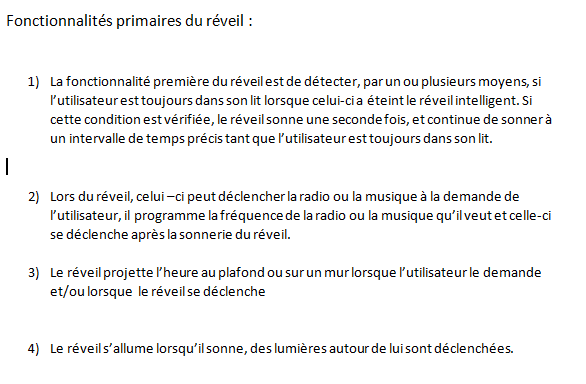 Fonctionnalités primaires du réveil :
1) La fonctionnalité première du réveil est de détecter, par un ou plusieurs moyens, si
l'utilisateur est toujours dans son lit lorsque celui-ci a éteint le réveil intelligent. Si
cette condition est vérifiée, le réveil sonne une seconde fois, et continue de sonner à
un intervalle de temps précis tant que l'utilisateur est toujours dans son lit.
2) Lors du réveil, celui –ci peut déclencher la radio ou la musique à la demande de
l'utilisateur, il programme la fréquence de la radio ou la musique qu'il veut et celle-ci
se déclenche après la sonnerie du réveil.
3) Le réveil projette l'heure au plafond ou sur un mur lorsque l'utilisateur le demande
et/ou lorsque le réveil se déclenche
4) Le réveil s'allume lorsqu'il sonne, des lumières autour de lui sont déclenchées.